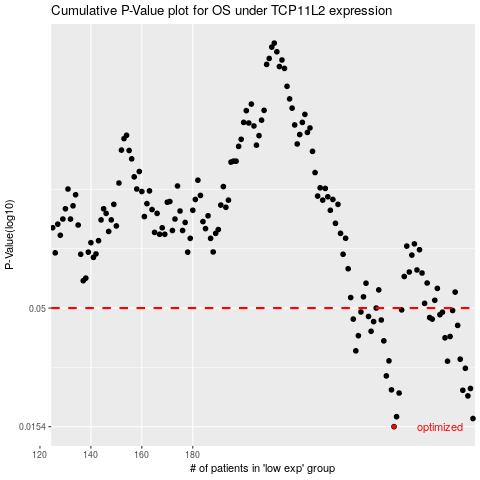 Cumulative P-Value plot for OS under TCP11L2 expression
P-Value(log10)
0.05
0.0154
optimized
120 140 160 180
# of patients in 'low exp' group